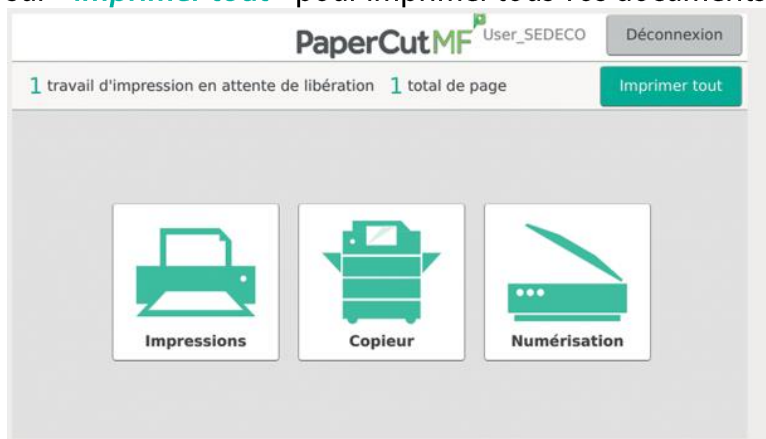 "Imprimer tout" pour imprimer tous vos documents
PaperCutMF User_SEDECO Déconnexion
1 travail d'impression en attente de libération 1 total de page Imprimer tout
Impressions Copieur Numérisation